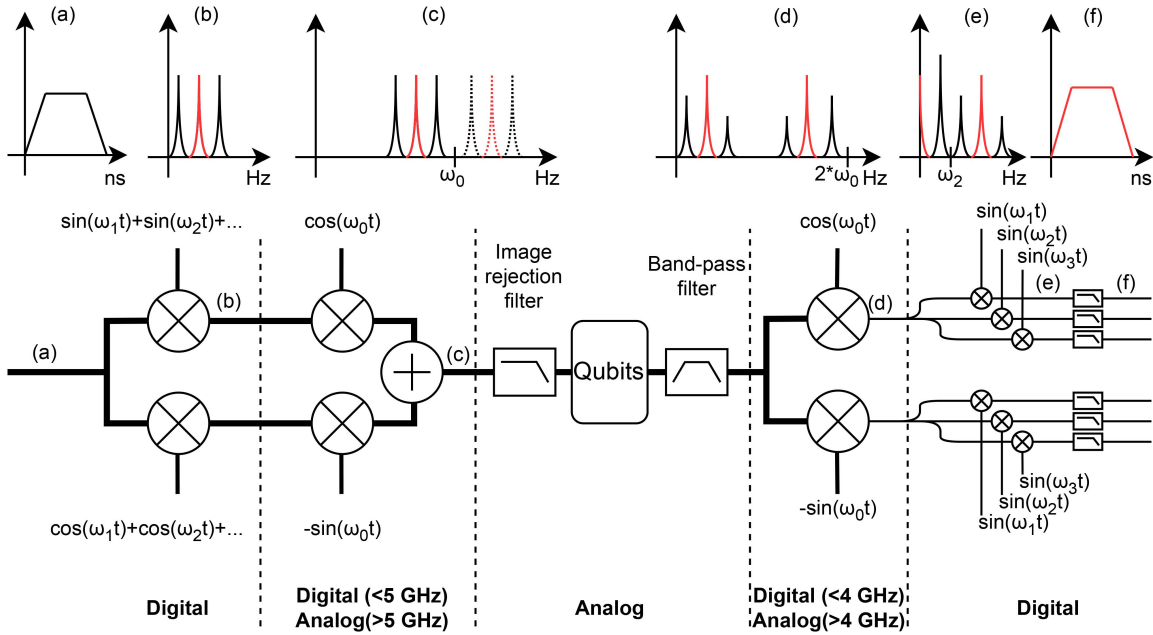 (a)
(b)
(c)
(d)
(e)
(f)
ns
Hz
ω₀
Hz
2*ω₀ Hz
ω₂
Hz
ns
sin(ω₁t)+sin(ω₂t)+...
cos(ω₀t)
Image
rejection
filter
Band-pass
filter
cos(ω₀t)
sin(ω₁t)
sin(ω₂t)
sin(ω₃t)
(a)
(b)
(c)
(d)
(e)
(f)
Qubits
cos(ω₁t)+cos(ω₂t)+...
-sin(ω₀t)
-sin(ω₀t)
sin(ω₃t)
sin(ω₂t)
sin(ω₁t)
Digital
Digital (<5 GHz)
Analog(>5 GHz)
Analog
Digital (<4 GHz)
Analog(>4 GHz)
Digital